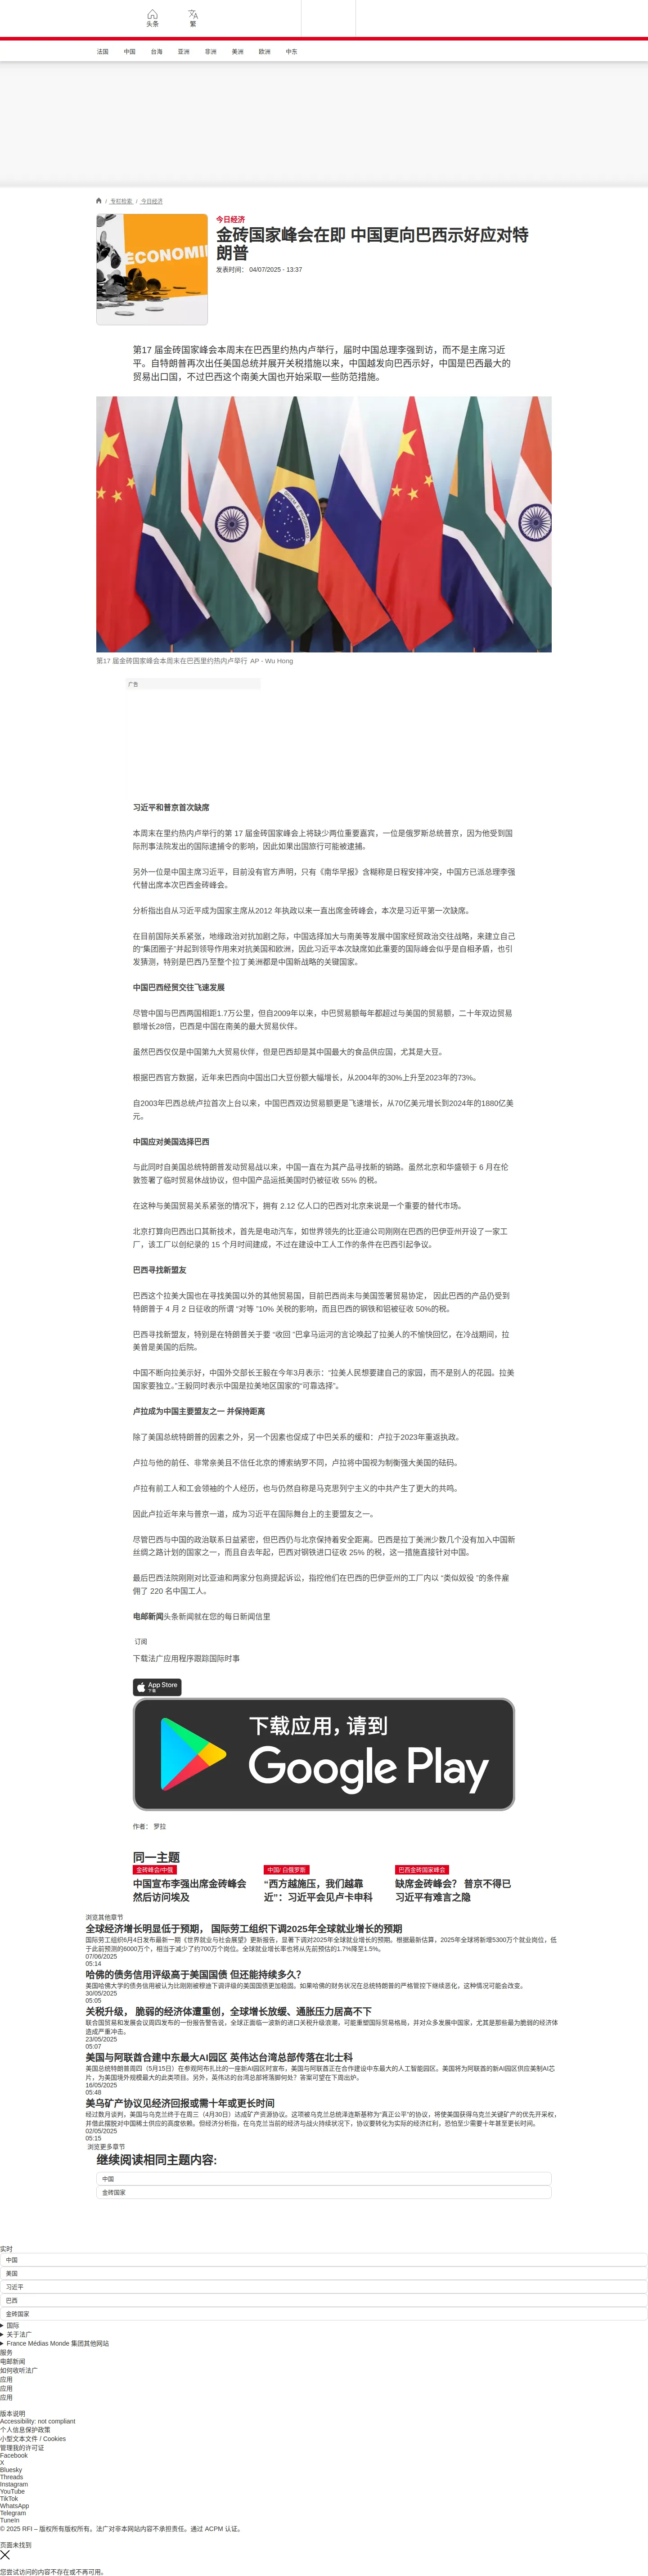 头条
繁
法国 中国 台海 亚洲 非洲 美洲 欧洲 中东
/ 专栏检索 / 今日经济
ÉCONOMIE
今日经济
金砖国家峰会在即 中国更向巴西示好应对特
朗普
发表时间： 04/07/2025 - 13:37
第17 届金砖国家峰会本周末在巴西里约热内卢举行，届时中国总理李强到访，而不是主席习近
平。自特朗普再次出任美国总统并展开关税措施以来，中国越发向巴西示好，中国是巴西最大的
贸易出口国，不过巴西这个南美大国也开始采取一些防范措施。
第17 届金砖国家峰会本周末在巴西里约热内卢举行 AP - Wu Hong
广告
习近平和普京首次缺席
本周末在里约热内卢举行的第 17 届金砖国家峰会上将缺少两位重要嘉宾，一位是俄罗斯总统普京，因为他受到国
际刑事法院发出的国际逮捕令的影响，因此如果出国旅行可能被逮捕。
另外一位是中国主席习近平，目前没有官方声明，只有《南华早报》含糊称是日程安排冲突，中国方已派总理李强
代替出席本次巴西金砖峰会。
分析指出自从习近平成为国家主席从2012 年执政以来一直出席金砖峰会，本次是习近平第一次缺席。
在目前国际关系紧张，地缘政治对抗加剧之际，中国选择加大与南美等发展中国家经贸政治交往战略，来建立自己
的“集团圈子”并起到领导作用来对抗美国和欧洲，因此习近平本次缺席如此重要的国际峰会似乎是自相矛盾，也引
发猜测，特别是巴西乃至整个拉丁美洲都是中国新战略的关键国家。
中国巴西经贸交往飞速发展
尽管中国与巴西两国相距1.7万公里，但自2009年以来，中巴贸易额每年都超过与美国的贸易额，二十年双边贸易
额增长28倍，巴西是中国在南美的最大贸易伙伴。
虽然巴西仅仅是中国第九大贸易伙伴，但是巴西却是其中国最大的食品供应国，尤其是大豆。
根据巴西官方数据，近年来巴西向中国出口大豆份额大幅增长，从2004年的30%上升至2023年的73%。
自2003年巴西总统卢拉首次上台以来，中国巴西双边贸易额更是飞速增长，从70亿美元增长到2024年的1880亿美
元。
中国应对美国选择巴西
与此同时自美国总统特朗普发动贸易战以来，中国一直在为其产品寻找新的销路。虽然北京和华盛顿于 6 月在伦
敦签署了临时贸易休战协议，但中国产品运抵美国时仍被征收 55% 的税。
在这种与美国贸易关系紧张的情况下，拥有 2.12 亿人口的巴西对北京来说是一个重要的替代市场。
北京打算向巴西出口其新技术，首先是电动汽车，如世界领先的比亚迪公司刚刚在巴西的巴伊亚州开设了一家工
厂，该工厂以创纪录的 15 个月时间建成，不过在建设中工人工作的条件在巴西引起争议。
巴西寻找新盟友
巴西这个拉美大国也在寻找美国以外的其他贸易国，目前巴西尚未与美国签署贸易协定， 因此巴西的产品仍受到
特朗普于 4 月 2 日征收的所谓 “对等 ”10% 关税的影响，而且巴西的钢铁和铝被征收 50%的税。
巴西寻找新盟友，特别是在特朗普关于要 “收回 ”巴拿马运河的言论唤起了拉美人的不愉快回忆，在冷战期间，拉
美曾是美国的后院。
中国不断向拉美示好，中国外交部长王毅在今年3月表示：“拉美人民想要建自己的家园，而不是别人的花园。拉美
国家要独立。”王毅同时表示中国是拉美地区国家的“可靠选择”。
卢拉成为中国主要盟友之一 并保持距离
除了美国总统特朗普的因素之外，另一个因素也促成了中巴关系的缓和：卢拉于2023年重返执政。
卢拉与他的前任、非常亲美且不信任北京的博索纳罗不同，卢拉将中国视为制衡强大美国的砝码。
卢拉有前工人和工会领袖的个人经历，也与仍然自称是马克思列宁主义的中共产生了更大的共鸣。
因此卢拉近年来与普京一道，成为习近平在国际舞台上的主要盟友之一。
尽管巴西与中国的政治联系日益紧密，但巴西仍与北京保持着安全距离。巴西是拉丁美洲少数几个没有加入中国新
丝绸之路计划的国家之一，而且自去年起，巴西对钢铁进口征收 25% 的税，这一措施直接针对中国。
最后巴西法院刚刚对比亚迪和两家分包商提起诉讼，指控他们在巴西的巴伊亚州的工厂内以 “类似奴役 ”的条件雇
佣了 220 名中国工人。
电邮新闻头条新闻就在您的每日新闻信里
订阅
下载法广应用程序跟踪国际时事
App Store
下载
下载应用，请到
Google Play
作者： 罗拉
同一主题
金砖峰会/中俄
中国宣布李强出席金砖峰会
然后访问埃及
中国/ 白俄罗斯
“西方越施压，我们越靠
近”：习近平会见卢卡申科
巴西金砖国家峰会
缺席金砖峰会？ 普京不得已
习近平有难言之隐
浏览其他章节
全球经济增长明显低于预期， 国际劳工组织下调2025年全球就业增长的预期
国际劳工组织6月4日发布最新一期《世界就业与社会展望》更新报告，显著下调对2025年全球就业增长的预期。根据最新估算，2025年全球将新增5300万个就业岗位，低
于此前预测的6000万个，相当于减少了约700万个岗位。全球就业增长率也将从先前预估的1.7%降至1.5%。
07/06/2025
05:14
哈佛的债务信用评级高于美国国债 但还能持续多久?
美国哈佛大学的债务信用被认为比刚刚被穆迪下调评级的美国国债更加稳固。如果哈佛的财务状况在总统特朗普的严格管控下继续恶化，这种情况可能会改变。
30/05/2025
05:05
关税升级， 脆弱的经济体遭重创，全球增长放缓、通胀压力居高不下
联合国贸易和发展会议周四发布的一份报告警告说，全球正面临一波新的进口关税升级浪潮，可能重塑国际贸易格局，并对众多发展中国家，尤其是那些最为脆弱的经济体
造成严重冲击。
23/05/2025
05:07
美国与阿联酋合建中东最大AI园区 英伟达台湾总部传落在北士科
美国总统特朗普周四（5月15日）在参观阿布扎比的一座新AI园区时宣布，美国与阿联酋正在合作建设中东最大的人工智能园区。美国将为阿联酋的新AI园区供应美制AI芯
片，为美国境外规模最大的此类项目。另外，英伟达的台湾总部将落脚何处？答案可望在下周出炉。
16/05/2025
05:48
美乌矿产协议见经济回报或需十年或更长时间
经过数月谈判，美国与乌克兰终于在周三（4月30日）达成矿产资源协议。这项被乌克兰总统泽连斯基称为“真正公平”的协议，将使美国获得乌克兰关键矿产的优先开采权，
并借此摆脱对中国稀土供应的高度依赖。但经济分析指，在乌克兰当前的经济与战火持续状况下，协议要转化为实际的经济红利，恐怕至少需要十年甚至更长时间。
02/05/2025
05:15
浏览更多章节
继续阅读相同主题内容:
中国
金砖国家
实时
中国
美国
习近平
巴西
金砖国家
国际
关于法广
France Médias Monde 集团其他网站
服务
电邮新闻
如何收听法广
应用
应用
应用
版本说明
Accessibility: not compliant
个人信息保护政策
小型文本文件 / Cookies
管理我的许可证
Facebook
X
Bluesky
Threads
Instagram
YouTube
TikTok
WhatsApp
Telegram
TuneIn
© 2025 RFI – 版权所有版权所有。法广对非本网站内容不承担责任。通过 ACPM 认证。
页面未找到
您尝试访问的内容不存在或不再可用。